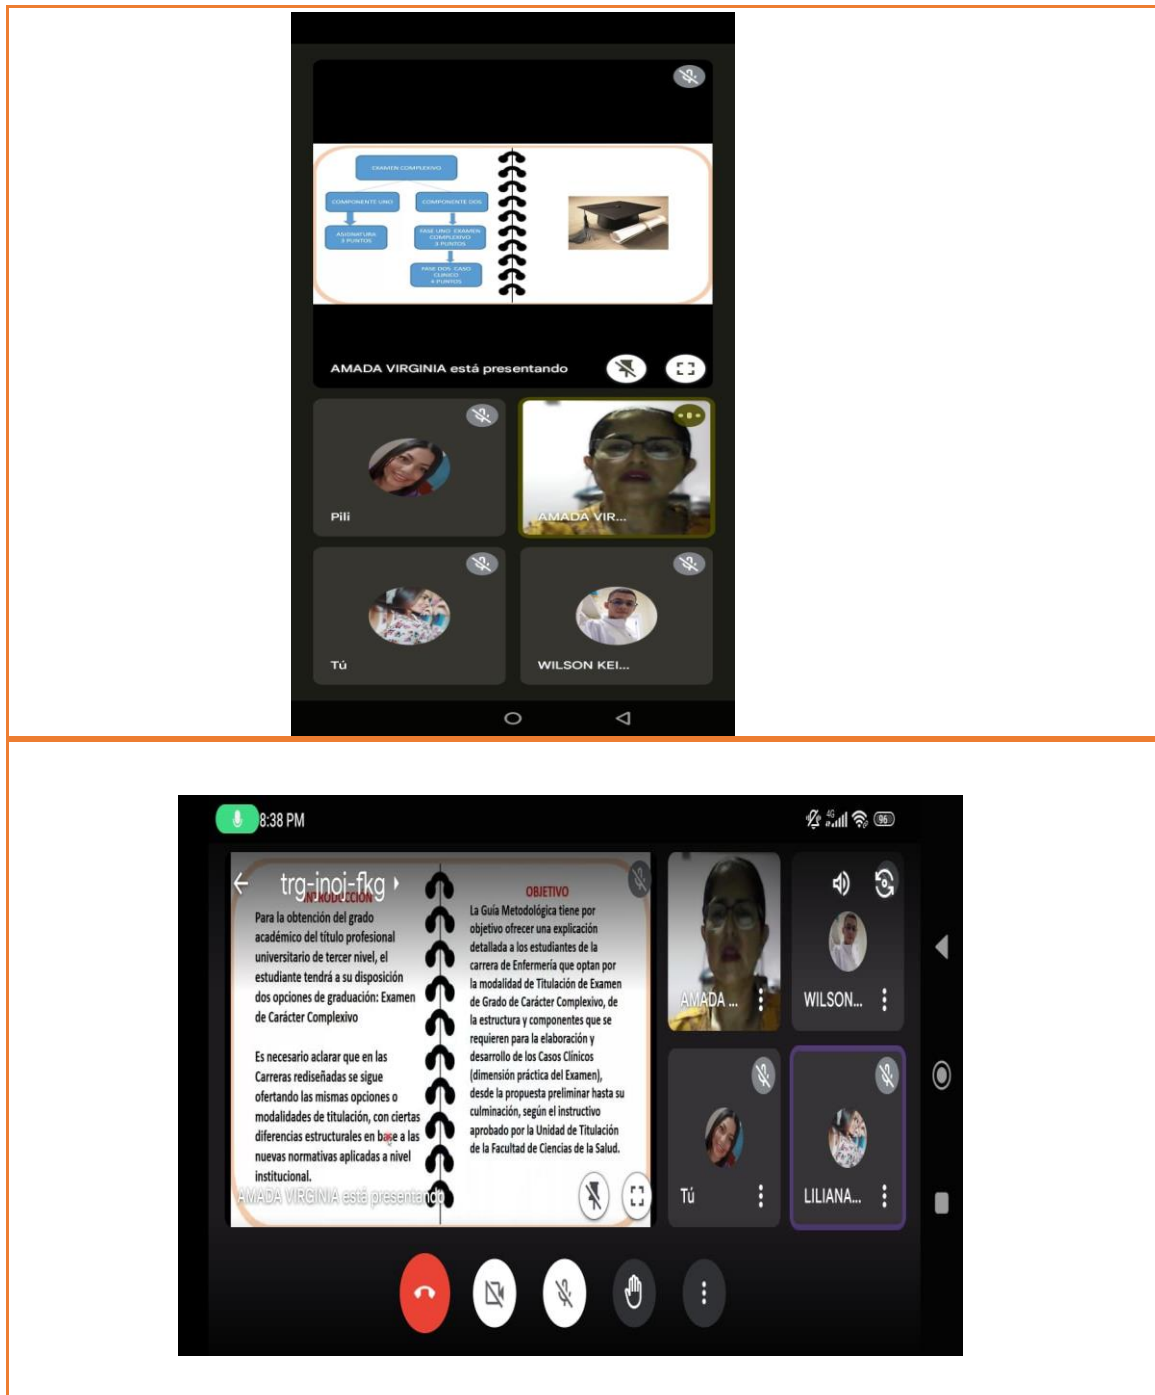 EXAMEN COMPLEXIVO
COMPONENTE UNO
COMPONENTE DOS
ASIGNATURA
3 PUNTOS
FASE UNO EXAMEN
COMPLEXIVO
3 PUNTOS
FASE DOS CASO
CLINICO
4 PUNTOS
AMADA VIRGINIA está presentando
Pili
AMADA VIR...
Tú
WILSON KEI...
8:38 PM
4G
96
trg-inoj-fkg
INTRODUCCIÓN
Para la obtención del grado
académico del título profesional
universitario de tercer nivel, el
estudiante tendrá a su disposición
dos opciones de graduación: Examen
de Carácter Complexivo
Es necesario aclarar que en las
Carreras rediseñadas se sigue
ofertando las mismas opciones o
modalidades de titulación, con ciertas
diferencias estructurales en base a las
nuevas normativas aplicadas a nivel
institucional.
AMADA VIRGINIA está presentando
OBJETIVO
La Guía Metodológica tiene por
objetivo ofrecer una explicación
detallada a los estudiantes de la
carrera de Enfermería que optan por
la modalidad de Titulación de Examen
de Grado de Carácter Complexivo, de
la estructura y componentes que se
requieren para la elaboración y
desarrollo de los Casos Clínicos
(dimensión práctica del Examen),
desde la propuesta preliminar hasta su
culminación, según el instructivo
aprobado por la Unidad de Titulación
de la Facultad de Ciencias de la Salud.
AMADA ...
WILSON...
Tú
LILIANA...